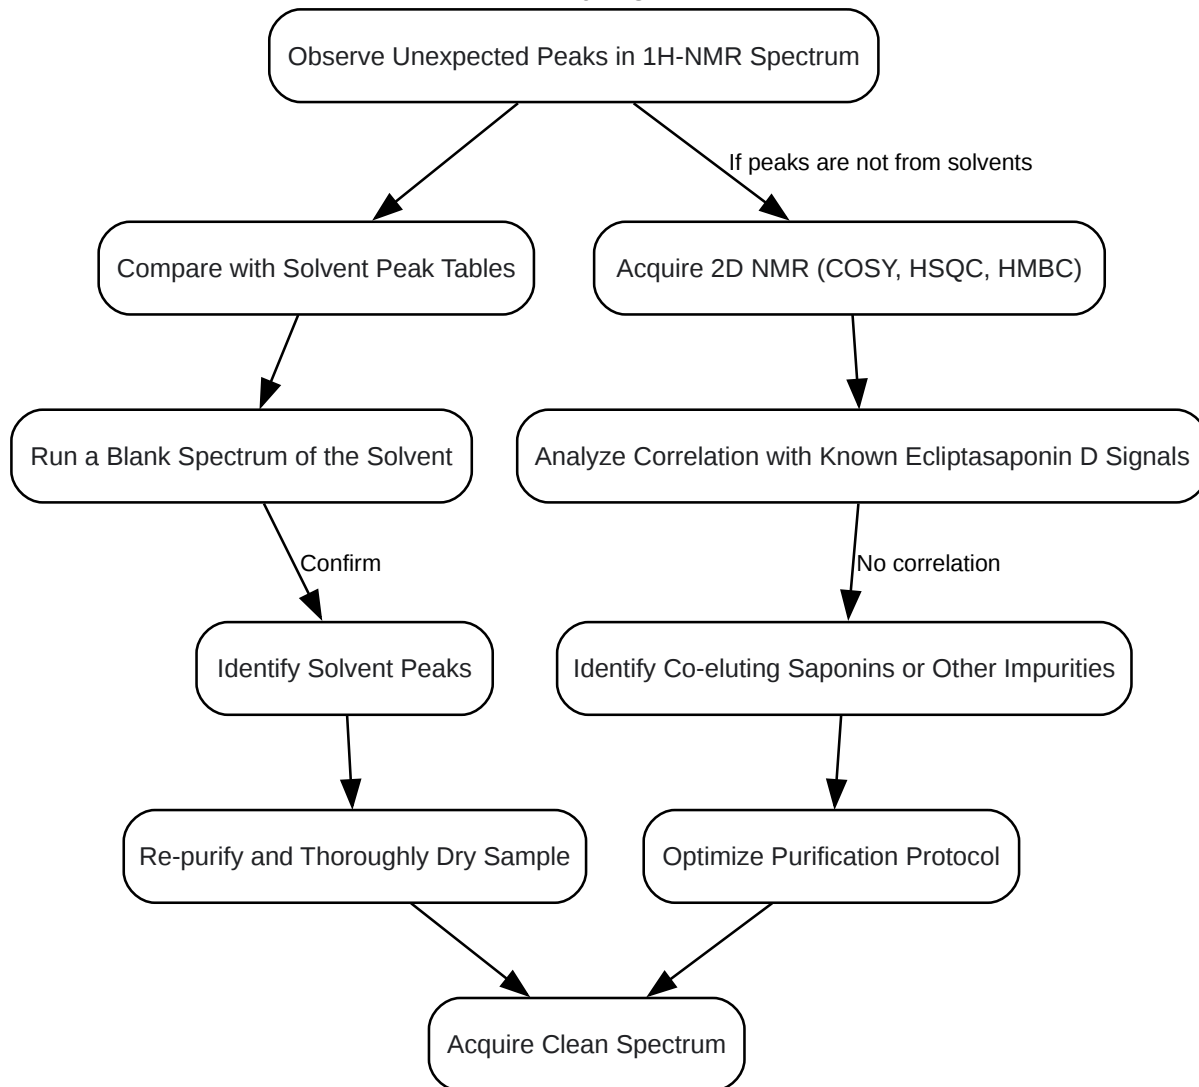 Observe Unexpected Peaks in 1H-NMR Spectrum
If peaks are not from solvents
Compare with Solvent Peak Tables
Acquire 2D NMR (COSY, HSQC, HMBC)
Run a Blank Spectrum of the Solvent
Analyze Correlation with Known Ecliptasaponin D Signals
Confirm
No correlation
Identify Solvent Peaks
Identify Co-eluting Saponins or Other Impurities
Re-purify and Thoroughly Dry Sample
Optimize Purification Protocol
Acquire Clean Spectrum